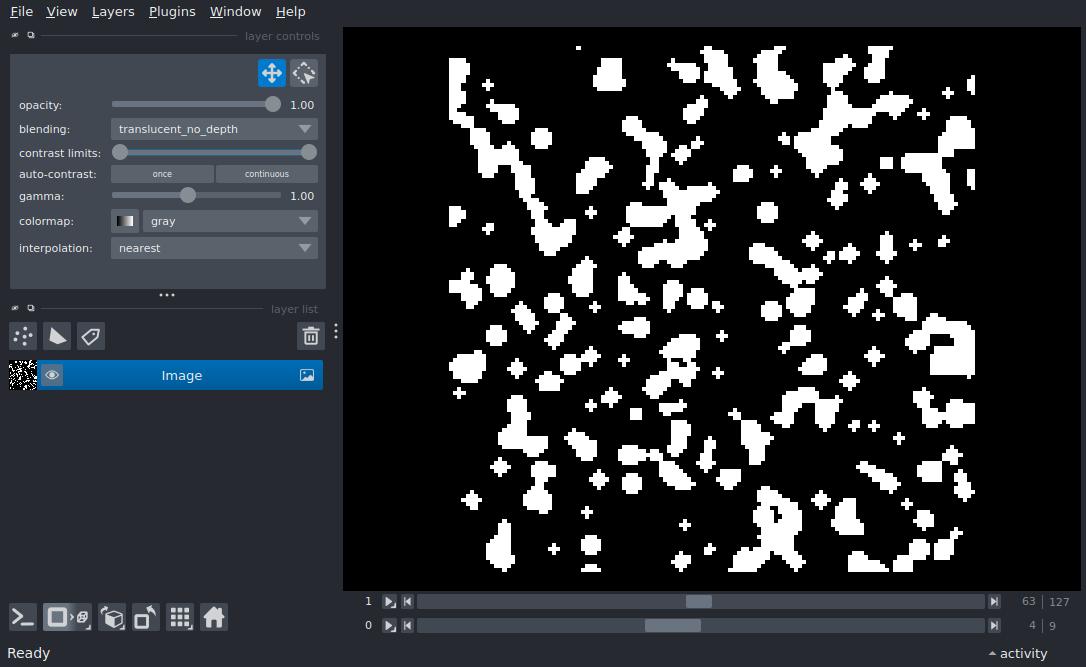 File View Layers Plugins Window Help
layer controls
opacity: 1.00
blending: translucent_no_depth
contrast limits:
auto-contrast: once continuous
gamma: 1.00
colormap: gray
interpolation: nearest
layer list
Image
1 63 127
0 4 9
Ready activity